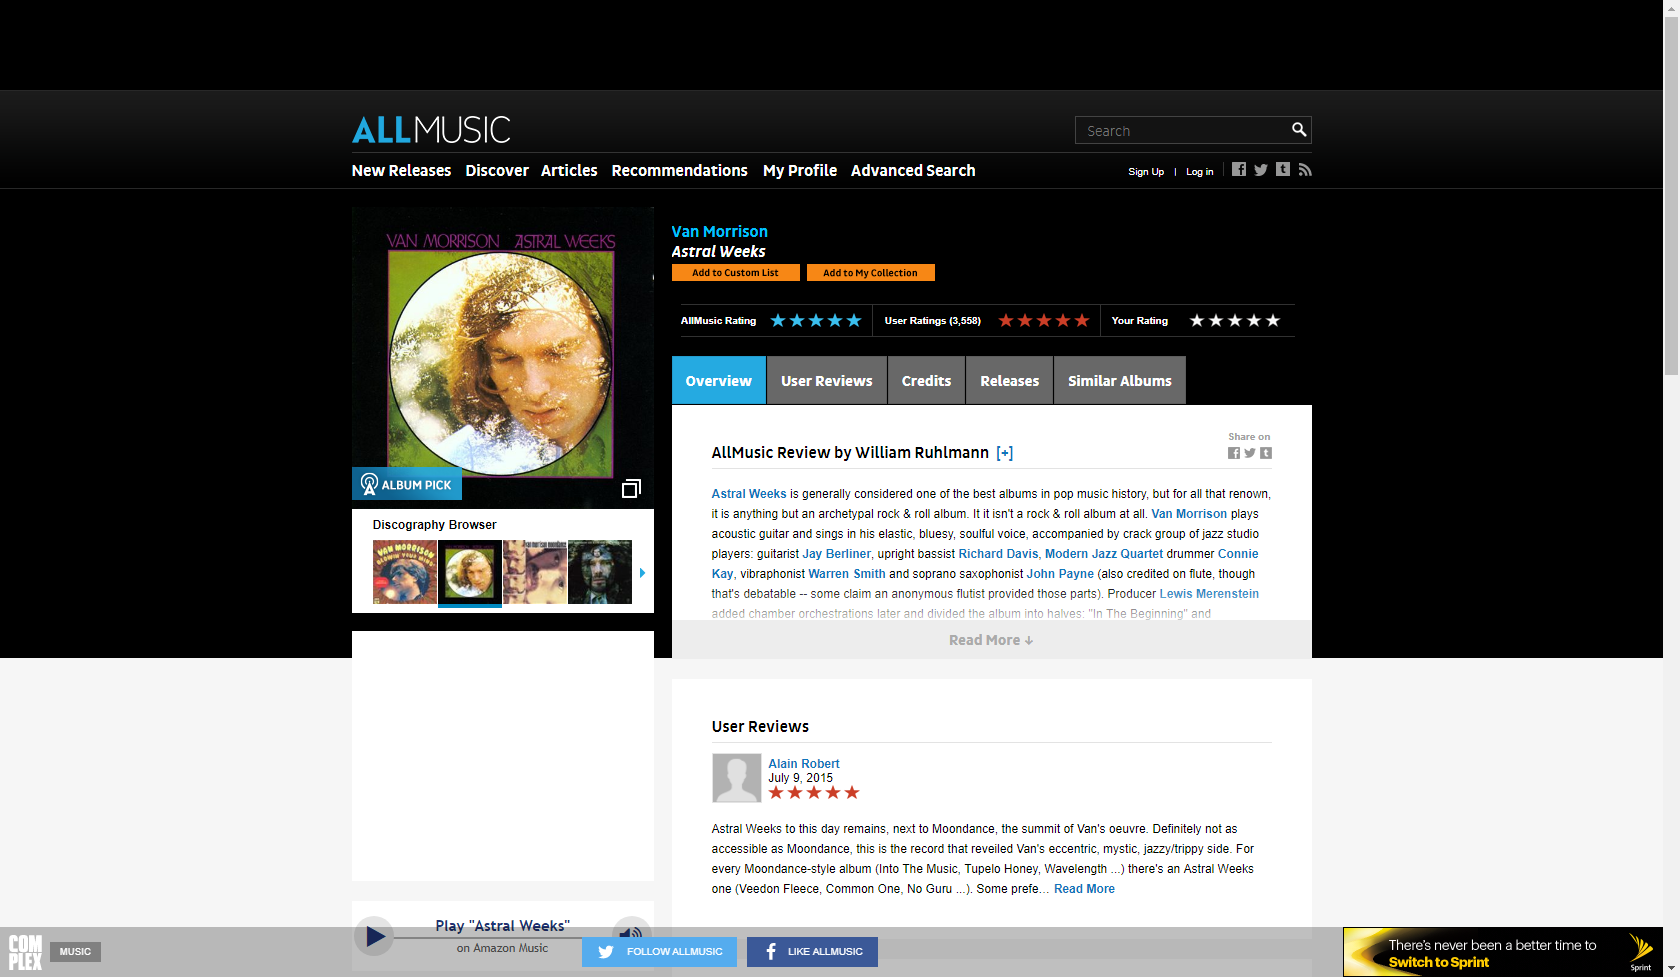 ALLMUSIC
Search
New Releases Discover Articles Recommendations My Profile Advanced Search
Sign Up | Log in
VAN MORRISON ASTRAL WEEKS
ALBUM PICK
Discography Browser
VAN MORRISON
Van Morrison
Astral Weeks
Add to Custom List Add to My Collection
AllMusic Rating User Ratings (3,558) Your Rating
Overview User Reviews Credits Releases Similar Albums
Share on
AllMusic Review by William Ruhlmann [+]
Astral Weeks is generally considered one of the best albums in pop music history, but for all that renown,
it is anything but an archetypal rock & roll album. It it isn't a rock & roll album at all. Van Morrison plays
acoustic guitar and sings in his elastic, bluesy, soulful voice, accompanied by crack group of jazz studio
players: guitarist Jay Berliner, upright bassist Richard Davis, Modern Jazz Quartet drummer Connie
Kay, vibraphonist Warren Smith and soprano saxophonist John Payne (also credited on flute, though
that's debatable -- some claim an anonymous flutist provided those parts). Producer Lewis Merenstein
added chamber orchestrations later and divided the album into halves: "In The Beginning" and
Read More ↓
User Reviews
Alain Robert
July 9, 2015
Astral Weeks to this day remains, next to Moondance, the summit of Van's oeuvre. Definitely not as
accessible as Moondance, this is the record that reveiled Van's eccentric, mystic, jazzy/trippy side. For
every Moondance-style album (Into The Music, Tupelo Honey, Wavelength ...) there's an Astral Weeks
one (Veedon Fleece, Common One, No Guru ...). Some prefe... Read More
Play "Astral Weeks"
on Amazon Music
COMPLEX
MUSIC
FOLLOW ALLMUSIC
LIKE ALLMUSIC
There's never been a better time to
Switch to Sprint
Sprint